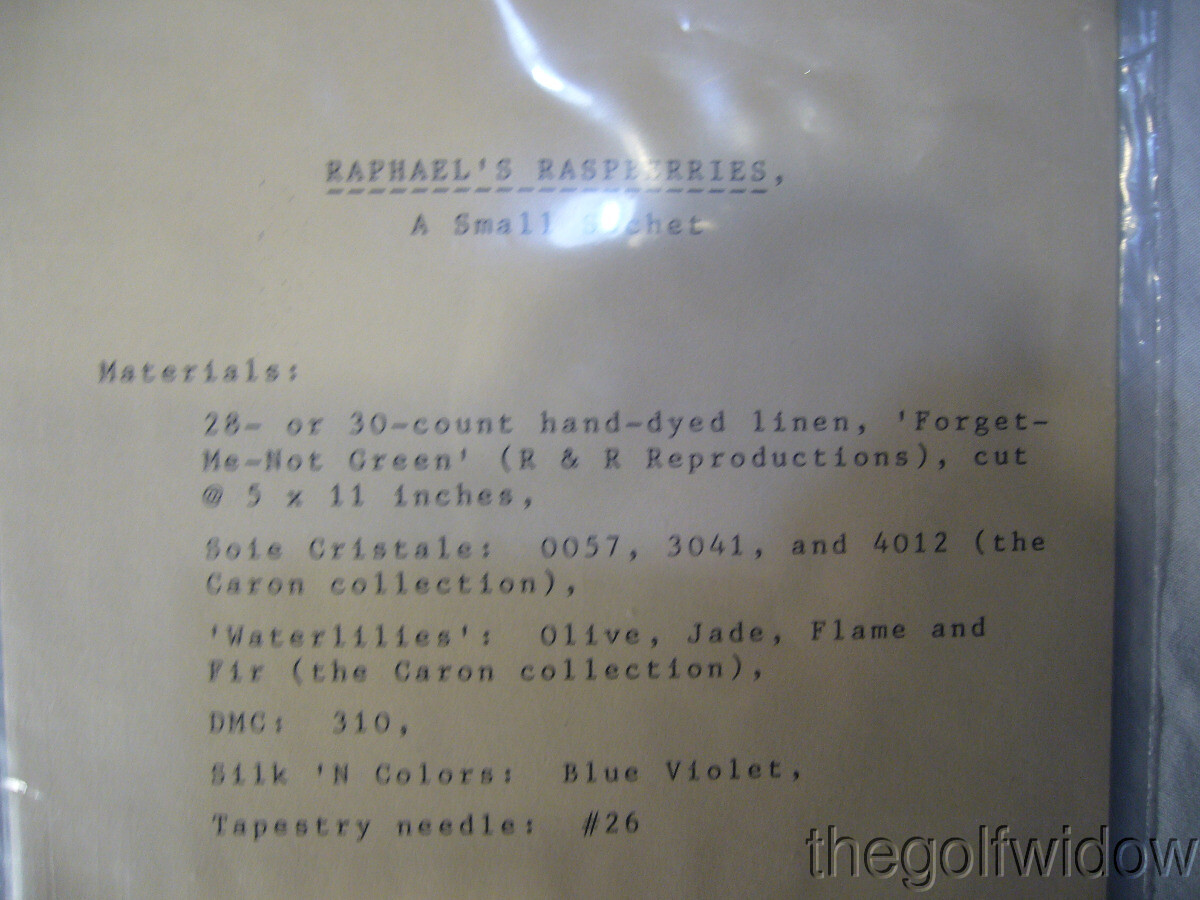 RAPHAEL'S RASPBERRIES,
A Small Sachet
Materials:
28- or 30-count hand-dyed linen, 'Forget-
Me-Not Green' (R & R Reproductions), cut
@ 5 x 11 inches,
Soie Cristale: 0057, 3041, and 4012 (the
Caron collection),
'Waterlilies': Olive, Jade, Flame and
Fir (the Caron collection),
DMC: 310,
Silk 'N Colors: Blue Violet,
Tapestry needle: #26
thegolfwidow